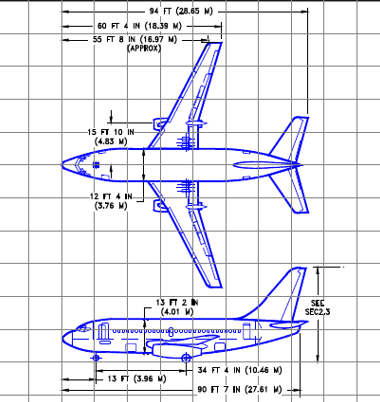 94 FT (28.65 M)
60 FT 4 IN (18.39 M)
55 FT 8 IN (16.97 M)
(APPROX)
15 FT 10 IN
(4.83 M)
12 FT 4 IN
(3.76 M)
13 FT 2 IN
(4.01 M)
SEE
SEC2.3
34 FT 4 IN (10.46 M)
13 FT (3.96 M)
90 FT 7 IN (27.61 M)